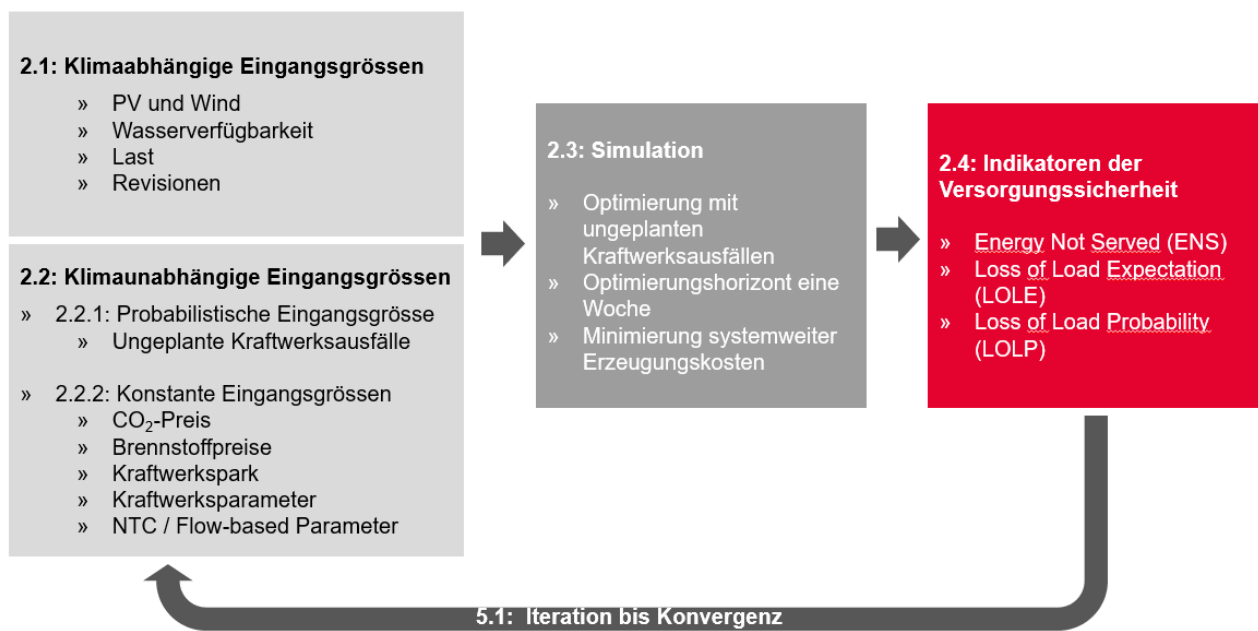 2.1: Klimaabhängige Eingangsgrössen
» PV und Wind
» Wasserverfügbarkeit
» Last
» Revisionen
2.2: Klimaunabhängige Eingangsgrössen
» 2.2.1: Probabilistische Eingangsgrösse
» Ungeplante Kraftwerksausfälle
» 2.2.2: Konstante Eingangsgrössen
» CO₂-Preis
» Brennstoffpreise
» Kraftwerkspark
» Kraftwerksparameter
» NTC / Flow-based Parameter
2.3: Simulation
» Optimierung mit
ungeplanten
Kraftwerksausfällen
» Optimierungshorizont eine
Woche
» Minimierung systemweiter
Erzeugungskosten
2.4: Indikatoren der
Versorgungssicherheit
» Energy Not Served (ENS)
» Loss of Load Expectation
(LOLE)
» Loss of Load Probability
(LOLP)
5.1: Iteration bis Konvergenz